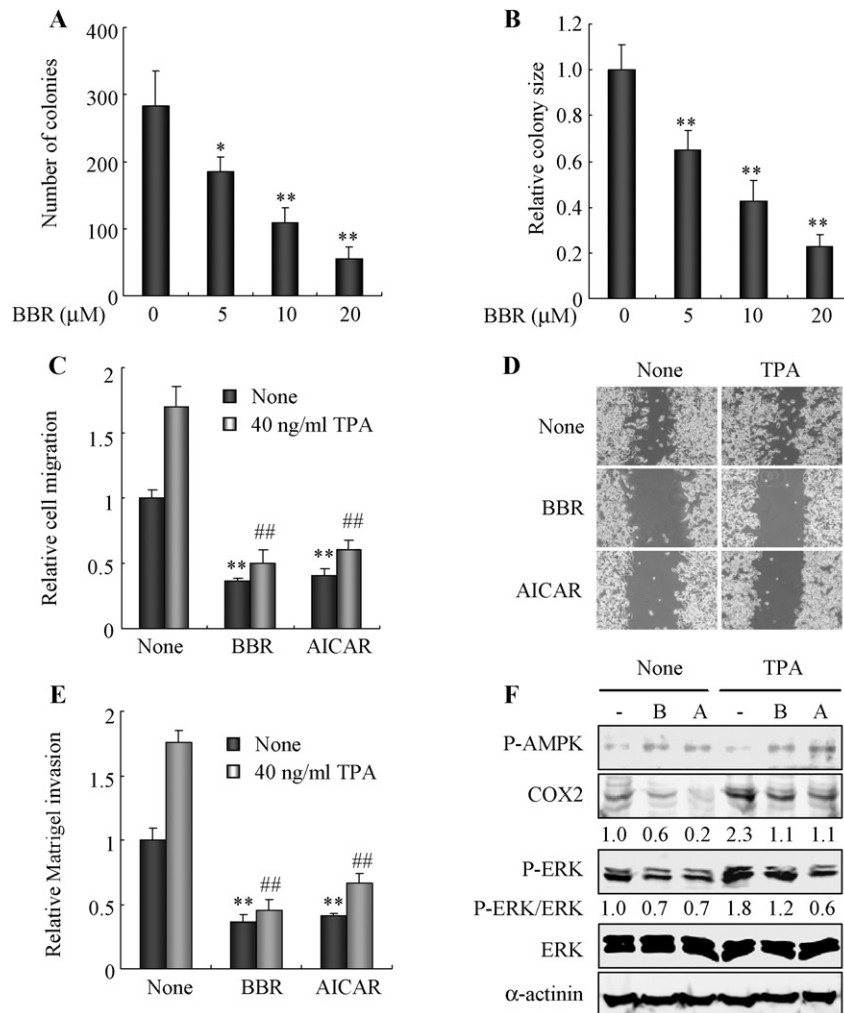 A
Number of colonies
400
300
200
100
0
* ** **
BBR (μM) 0 5 10 20
B
Relative colony size
1.2
1.0
0.8
0.6
0.4
0.2
0
** ** **
BBR (μM) 0 5 10 20
C
Relative cell migration
2
1.5
1
0.5
0
None
40 ng/ml TPA
** ## ** ##
None BBR AICAR
D
None TPA
None
BBR
AICAR
E
Relative Matrigel invasion
2
1.5
1
0.5
0
None
40 ng/ml TPA
** ## ** ##
None BBR AICAR
F
None TPA
- B A - B A
P-AMPK
COX2
1.0 0.6 0.2 2.3 1.1 1.1
P-ERK
P-ERK/ERK 1.0 0.7 0.7 1.8 1.2 0.6
ERK
α-actinin